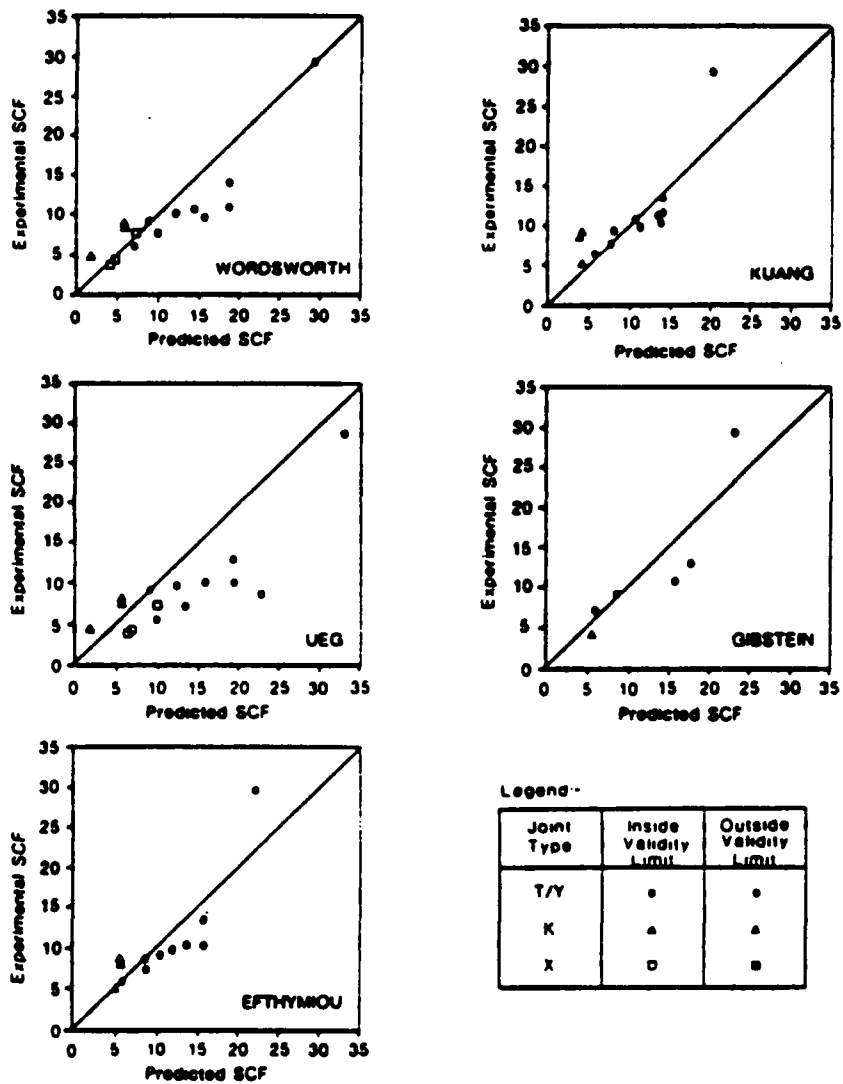 35
30
25
20
15
10
5
0
Experimental SCF
WORDSWORTH
0 5 10 15 20 25 30 35
Predicted SCF
35
30
25
20
15
10
5
0
Experimental SCF
KUANG
0 5 10 15 20 25 30 35
Predicted SCF
35
30
25
20
15
10
5
0
Experimental SCF
UEG
0 5 10 15 20 25 30 35
Predicted SCF
35
30
25
20
15
10
5
0
Experimental SCF
GIBSTEIN
0 5 10 15 20 25 30 35
Predicted SCF
35
30
25
20
15
10
5
0
Experimental SCF
EFTHYMIOU
0 5 10 15 20 25 30 35
Predicted SCF
Legend:-
Joint Type
Inside Validity Limit
Outside Validity Limit
T/Y
K
X